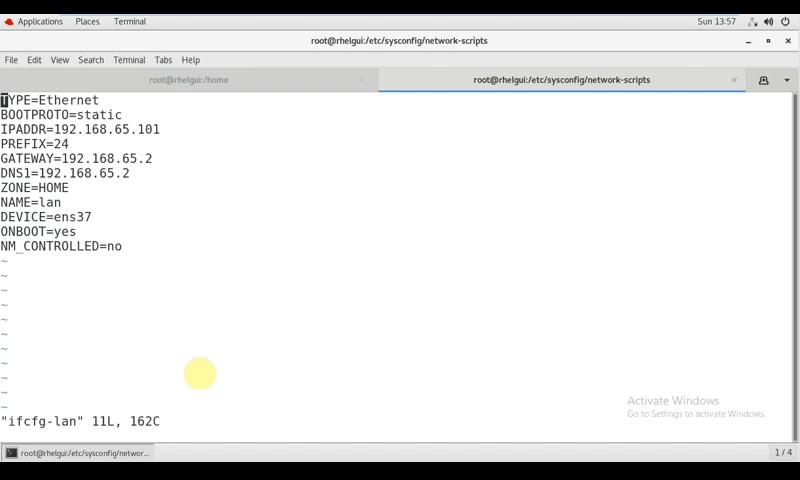 Applications Places Terminal Sun 13:57
root@rhelgui:/etc/sysconfig/network-scripts
File Edit View Search Terminal Tabs Help
root@rhelgui:/home
root@rhelgui:/etc/sysconfig/network-scripts
TYPE=Ethernet
BOOTPROTO=static
IPADDR=192.168.65.101
PREFIX=24
GATEWAY=192.168.65.2
DNS1=192.168.65.2
ZONE=HOME
NAME=lan
DEVICE=ens37
ONBOOT=yes
NM_CONTROLLED=no
~
~
~
~
~
~
~
~
~
~
~
Activate Windows
Go to Settings to activate Windows.
"ifcfg-lan" 11L, 162C
root@rhelgui:/etc/sysconfig/networ... 1 / 4